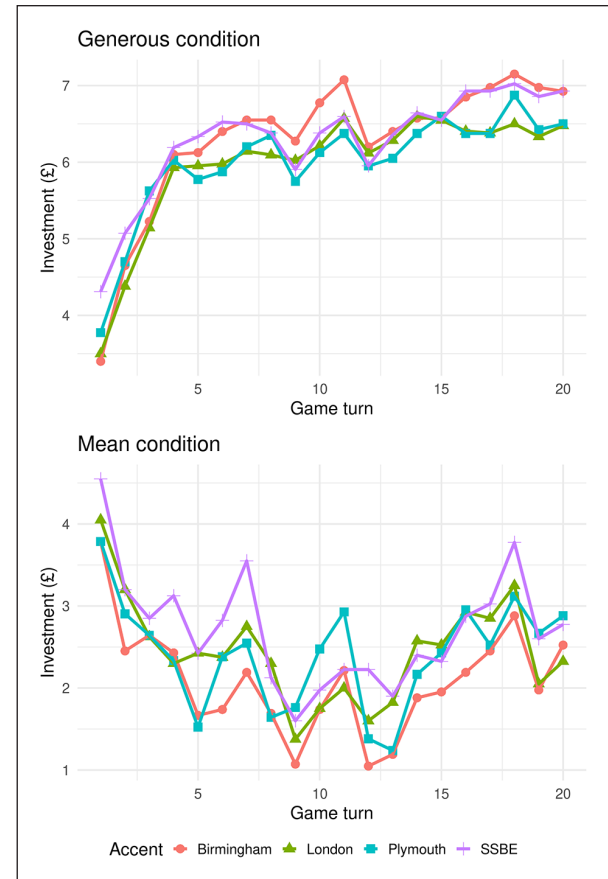 Generous condition
Investment (£)
7
6
5
4
5 10 15 20
Game turn
Mean condition
Investment (£)
4
3
2
1
5 10 15 20
Game turn
Accent Birmingham London Plymouth SSBE